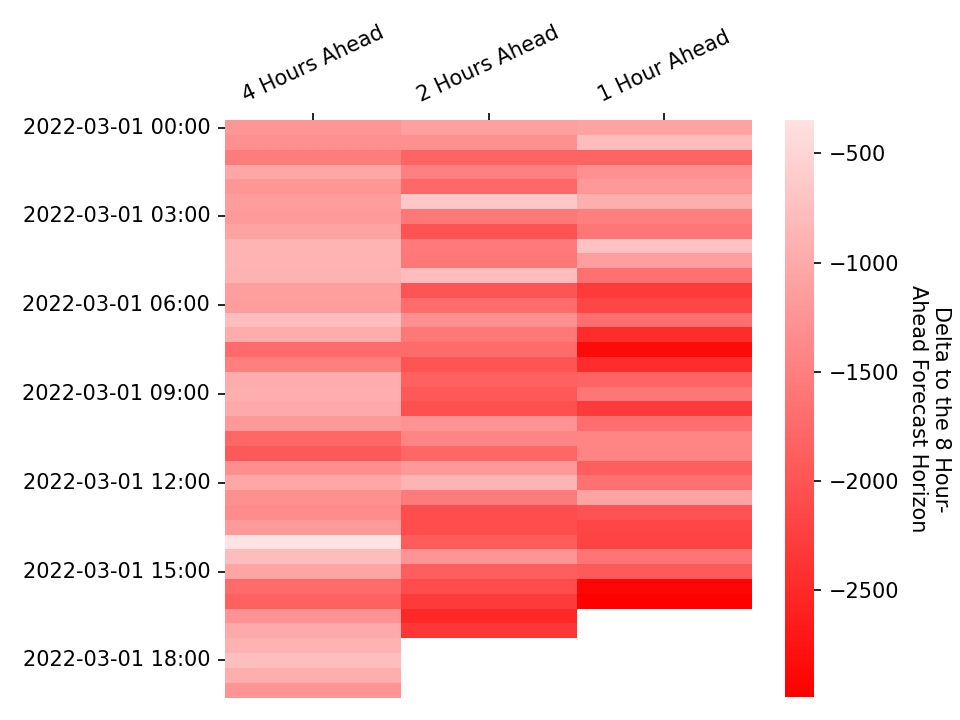 4 Hours Ahead
2 Hours Ahead
1 Hour Ahead
2022-03-01 00:00
2022-03-01 03:00
2022-03-01 06:00
2022-03-01 09:00
2022-03-01 12:00
2022-03-01 15:00
2022-03-01 18:00
−500
−1000
−1500
−2000
−2500
Delta to the 8 Hour-
Ahead Forecast Horizon